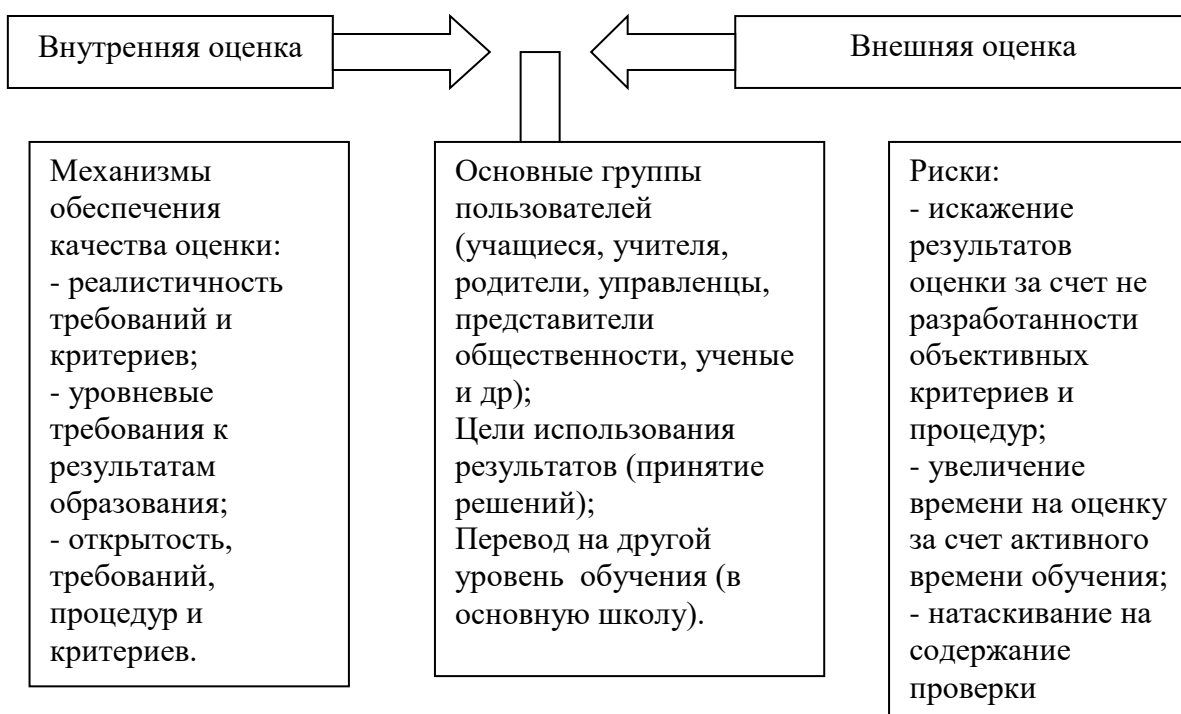 Внутренняя оценка
Внешняя оценка
Механизмы
обеспечения
качества оценки:
- реалистичность
требований и
критериев;
- уровневые
требования к
результатам
образования;
- открытость,
требований,
процедур и
критериев.
Основные группы
пользователей
(учащиеся, учителя,
родители, управленцы,
представители
общественности, ученые
и др);
Цели использования
результатов (принятие
решений);
Перевод на другой
уровень обучения (в
основную школу).
Риски:
- искажение
результатов
оценки за счет не
разработанности
объективных
критериев и
процедур;
- увеличение
времени на оценку
за счет активного
времени обучения;
- натаскивание на
содержание
проверки